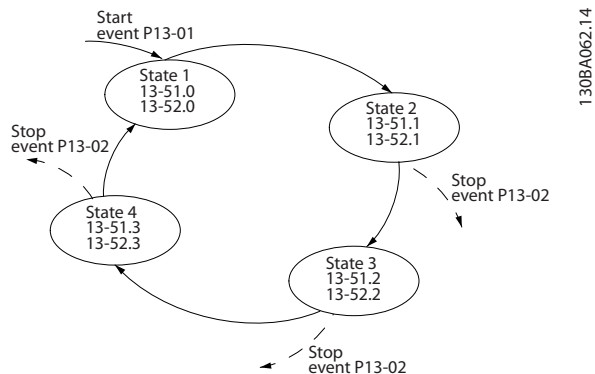 Start
event P13-01
State 1
13-51.0
13-52.0
State 2
13-51.1
13-52.1
Stop
event P13-02
State 3
13-51.2
13-52.2
Stop
event P13-02
State 4
13-51.3
13-52.3
Stop
event P13-02
130BA062.14